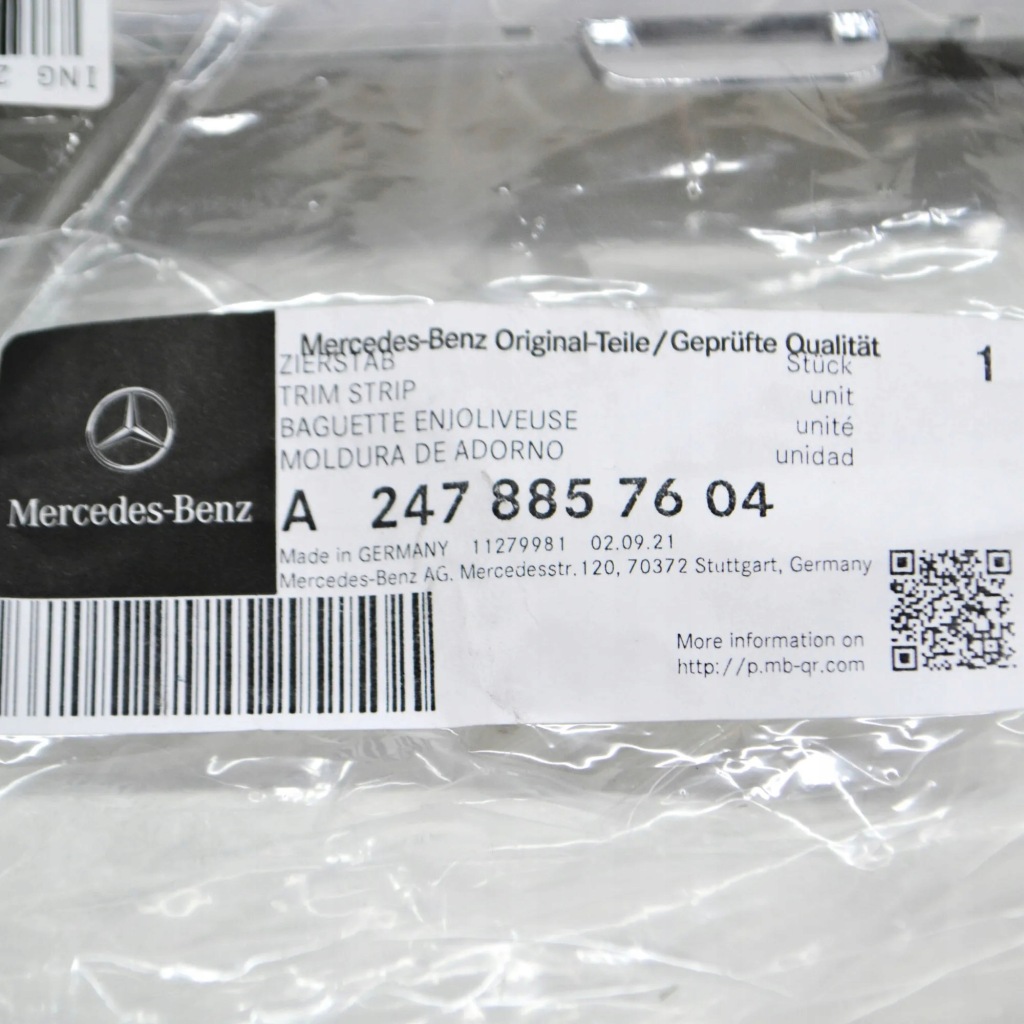 ING 2
Mercedes-Benz Original-Teile/Geprüfte Qualität
ZIERSTAB Stück 1
TRIM STRIP unit
BAGUETTE ENJOLIVEUSE unité
MOLDURA DE ADORNO unidad
Mercedes-Benz
A 247 885 76 04
Made in GERMANY 11279981 02.09.21
Mercedes-Benz AG. Mercedesstr. 120, 70372 Stuttgart, Germany
More information on
http://p.mb-qr.com